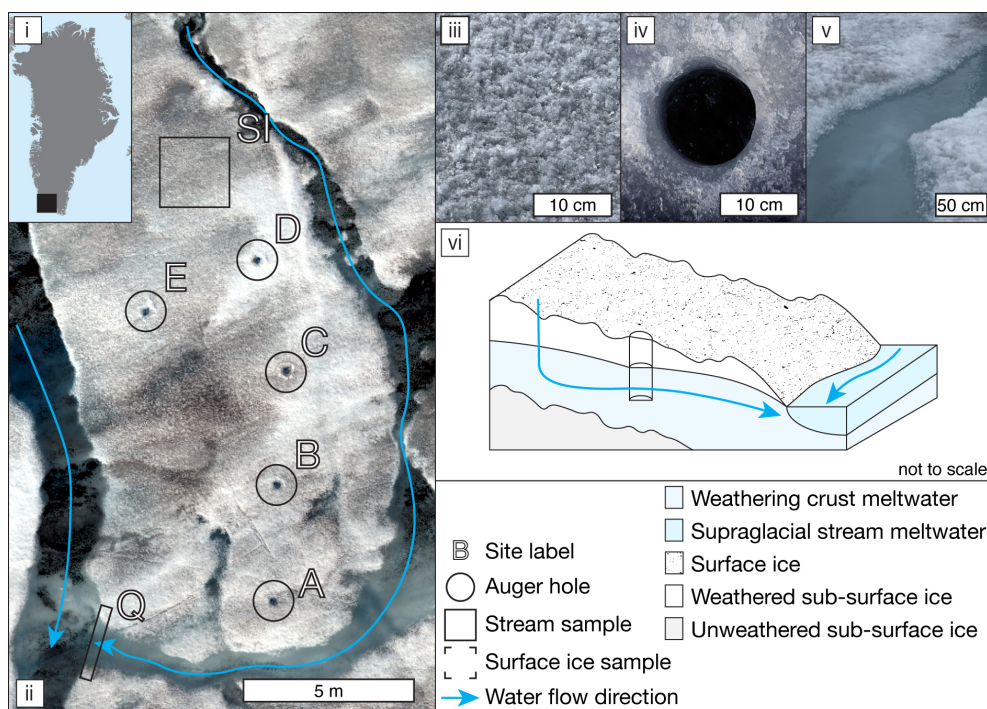 i
ii
SI
D
E
C
B
A
Q
5 m
iii
10 cm
iv
10 cm
v
50 cm
vi
not to scale
B Site label
Auger hole
Stream sample
Surface ice sample
Water flow direction
Weathering crust meltwater
Supraglacial stream meltwater
Surface ice
Weathered sub-surface ice
Unweathered sub-surface ice